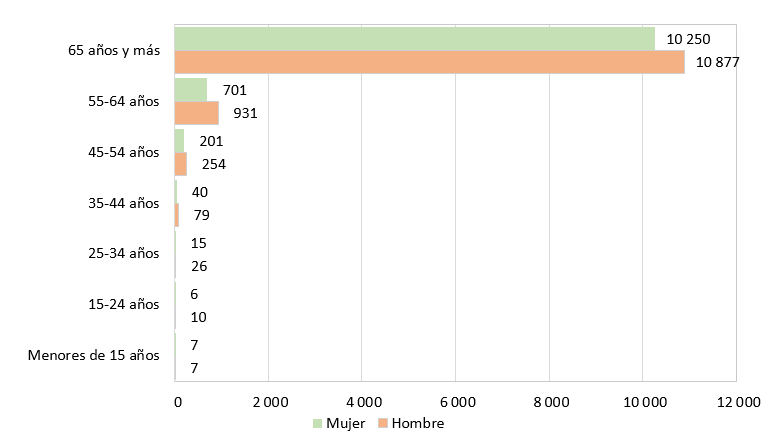 65 años y más
10 250
10 877
55-64 años
701
931
45-54 años
201
254
35-44 años
40
79
25-34 años
15
26
15-24 años
6
10
Menores de 15 años
7
7
0 2 000 4 000 6 000 8 000 10 000 12 000
Mujer Hombre